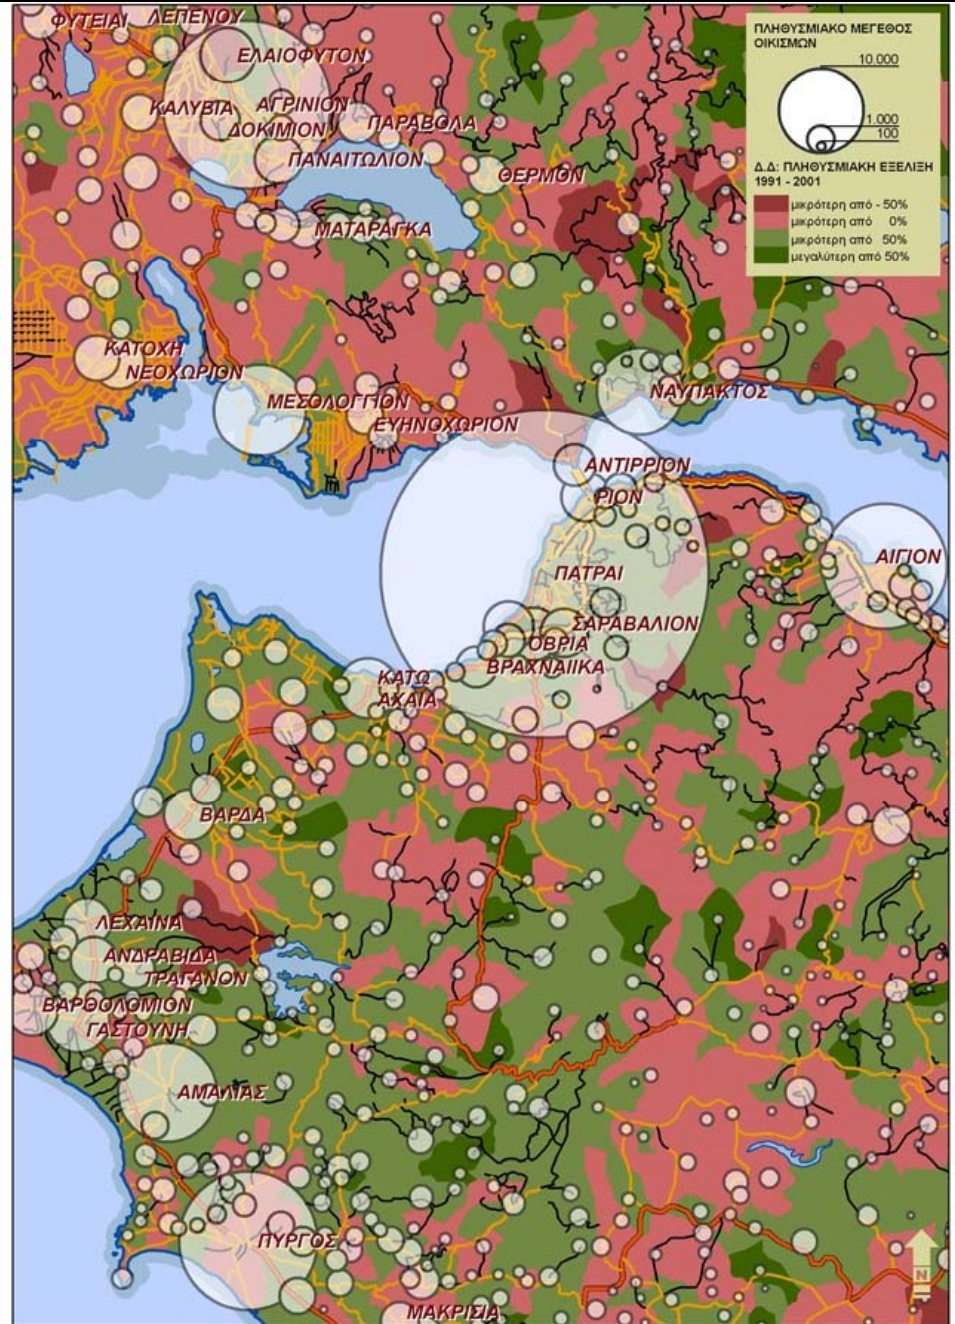 ΦΥΤΕΙΑΙ
ΛΕΠΕΝΟΥ
ΕΛΑΙΟΦΥΤΟΝ
ΚΑΛΥΒΙΑ
ΑΓΡΙΝΙΟΝ
ΔΟΚΙΜΙΟΝ
ΠΑΡΑΒΟΛΑ
ΠΑΝΑΙΤΩΛΙΟΝ
ΘΕΡΜΟΝ
ΜΑΤΑΡΑΓΚΑ
ΠΛΗΘΥΣΜΙΑΚΟ ΜΕΓΕΘΟΣ
ΟΙΚΙΣΜΩΝ
10.000
1.000
100
Δ.Δ: ΠΛΗΘΥΣΜΙΑΚΗ ΕΞΕΛΙΞΗ
1991 - 2001
μικρότερη από - 50%
μικρότερη από 0%
μικρότερη από 50%
μεγαλύτερη από 50%
ΚΑΤΟΧΗ
ΝΕΟΧΩΡΙΟΝ
ΜΕΣΟΛΟΓΓΙΟΝ
ΕΥΗΝΟΧΩΡΙΟΝ
ΝΑΥΠΑΚΤΟΣ
ΑΝΤΙΡΡΙΟΝ
ΡΙΟΝ
ΑΙΓΙΟΝ
ΠΑΤΡΑΙ
ΣΑΡΑΒΑΛΙΟΝ
ΟΒΡΙΑ
ΒΡΑΧΝΑΙΙΚΑ
ΚΑΤΩ
ΑΧΑΙΑ
ΒΑΡΔΑ
ΛΕΧΑΙΝΑ
ΑΝΔΡΑΒΙΔΑ
ΤΡΑΓΑΝΟΝ
ΒΑΡΘΟΛΟΜΙΟΝ
ΓΑΣΤΟΥΝΗ
ΑΜΑΛΙΑΣ
ΠΥΡΓΟΣ
ΜΑΚΡΙΣΙΑ
N